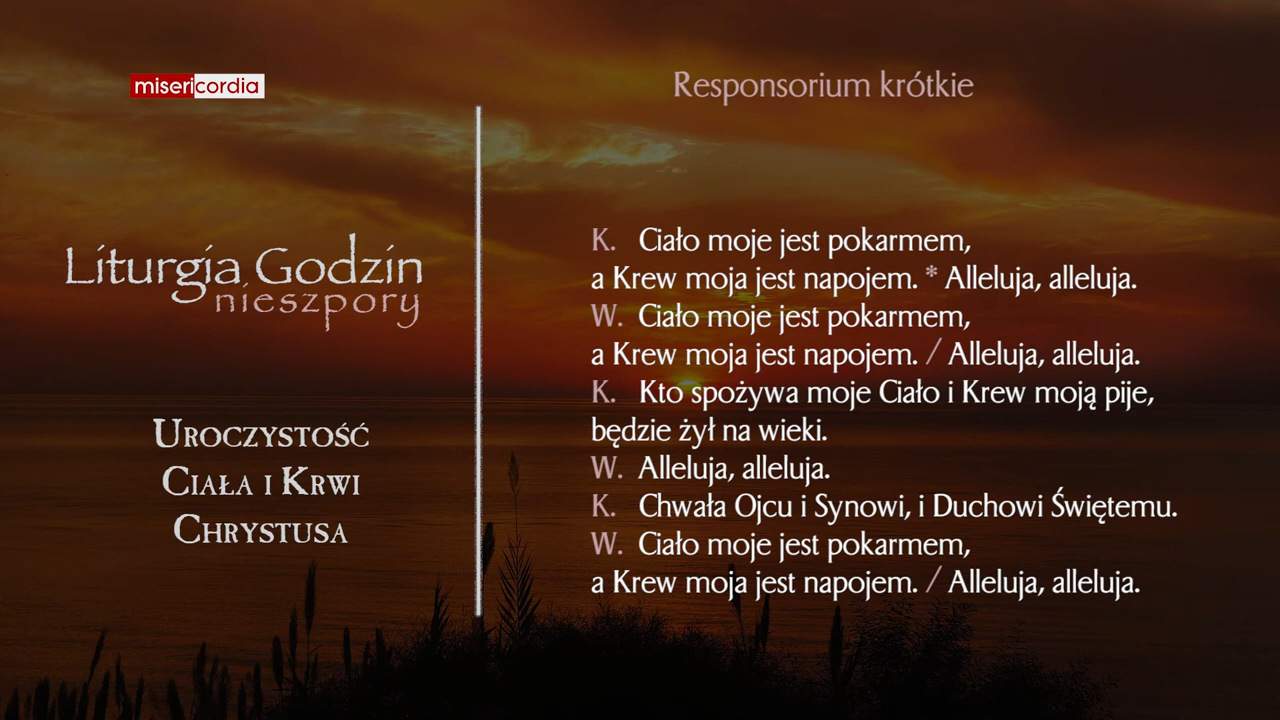 misericordia
Liturgia Godzin
nieszpory
Uroczystość
Ciała i Krwi
Chrystusa
Responsorium krótkie
K. Ciało moje jest pokarmem,
a Krew moja jest napojem. * Alleluja, alleluja.
W. Ciało moje jest pokarmem,
a Krew moja jest napojem. / Alleluja, alleluja.
K. Kto spożywa moje Ciało i Krew moją pije,
będzie żył na wieki.
W. Alleluja, alleluja.
K. Chwała Ojcu i Synowi, i Duchowi Świętemu.
W. Ciało moje jest pokarmem,
a Krew moja jest napojem. / Alleluja, alleluja.